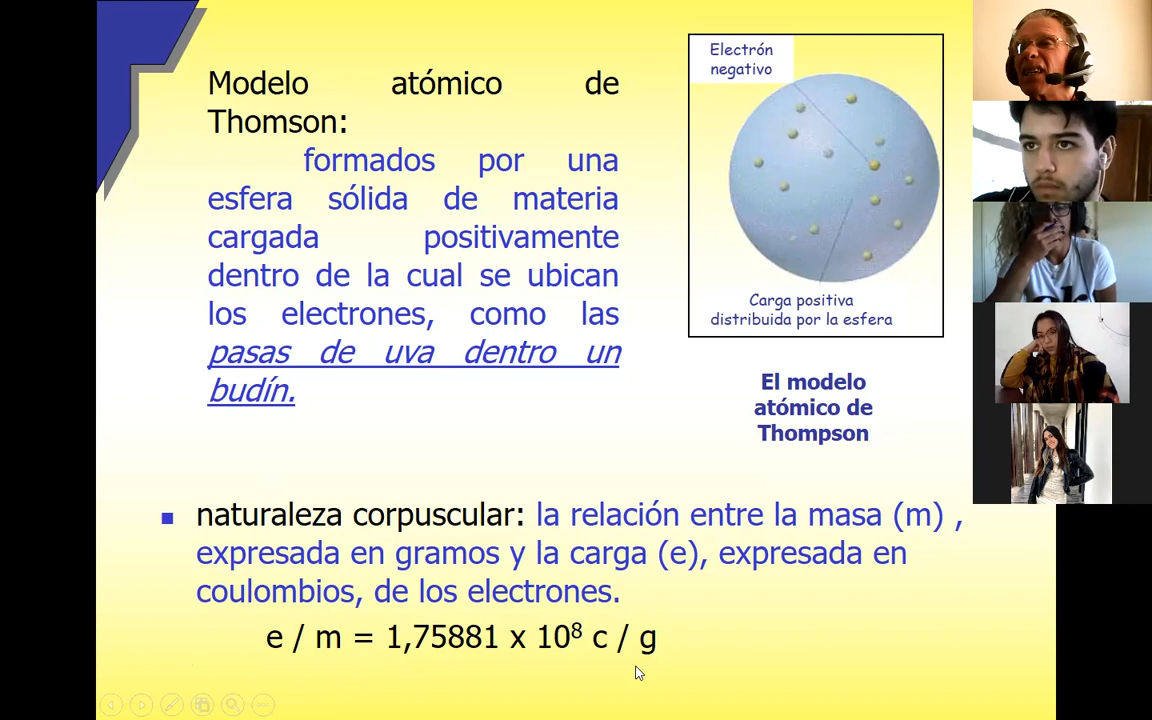 Modelo atómico de
Thomson:
formados por una
esfera sólida de materia
cargada positivamente
dentro de la cual se ubican
los electrones, como las
pasas de uva dentro un
budín.
Electrón
negativo
Carga positiva
distribuida por la esfera
El modelo
atómico de
Thompson
naturaleza corpuscular: la relación entre la masa (m) ,
expresada en gramos y la carga (e), expresada en
coulombios, de los electrones.
e / m = 1,75881 x 10⁸ c / g